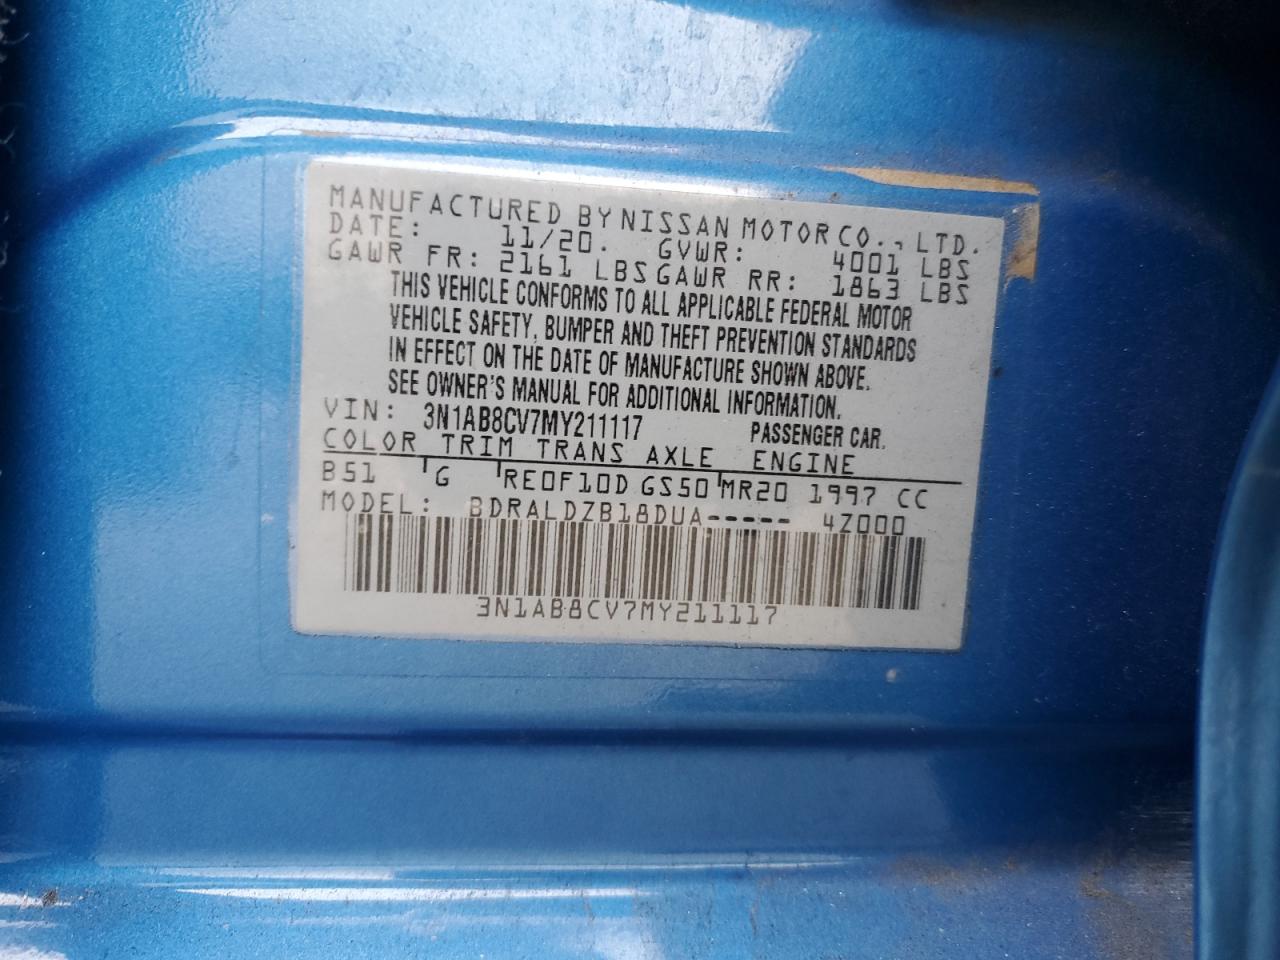 MANUFACTURED BY NISSAN MOTOR CO., LTD.
DATE: 11/20. GVWR: 4001 LBS
GAWR FR: 2161 LBS GAWR RR: 1863 LBS
THIS VEHICLE CONFORMS TO ALL APPLICABLE FEDERAL MOTOR
VEHICLE SAFETY, BUMPER AND THEFT PREVENTION STANDARDS
IN EFFECT ON THE DATE OF MANUFACTURE SHOWN ABOVE.
SEE OWNER'S MANUAL FOR ADDITIONAL INFORMATION.
VIN: 3N1AB8CV7MY211117 PASSENGER CAR.
COLOR TRIM TRANS AXLE ENGINE
B51 G RE0F10D GS50 MR20 1997 CC
MODEL: BDRALDZB18DUA----- 4Z000
3N1AB8CV7MY211117